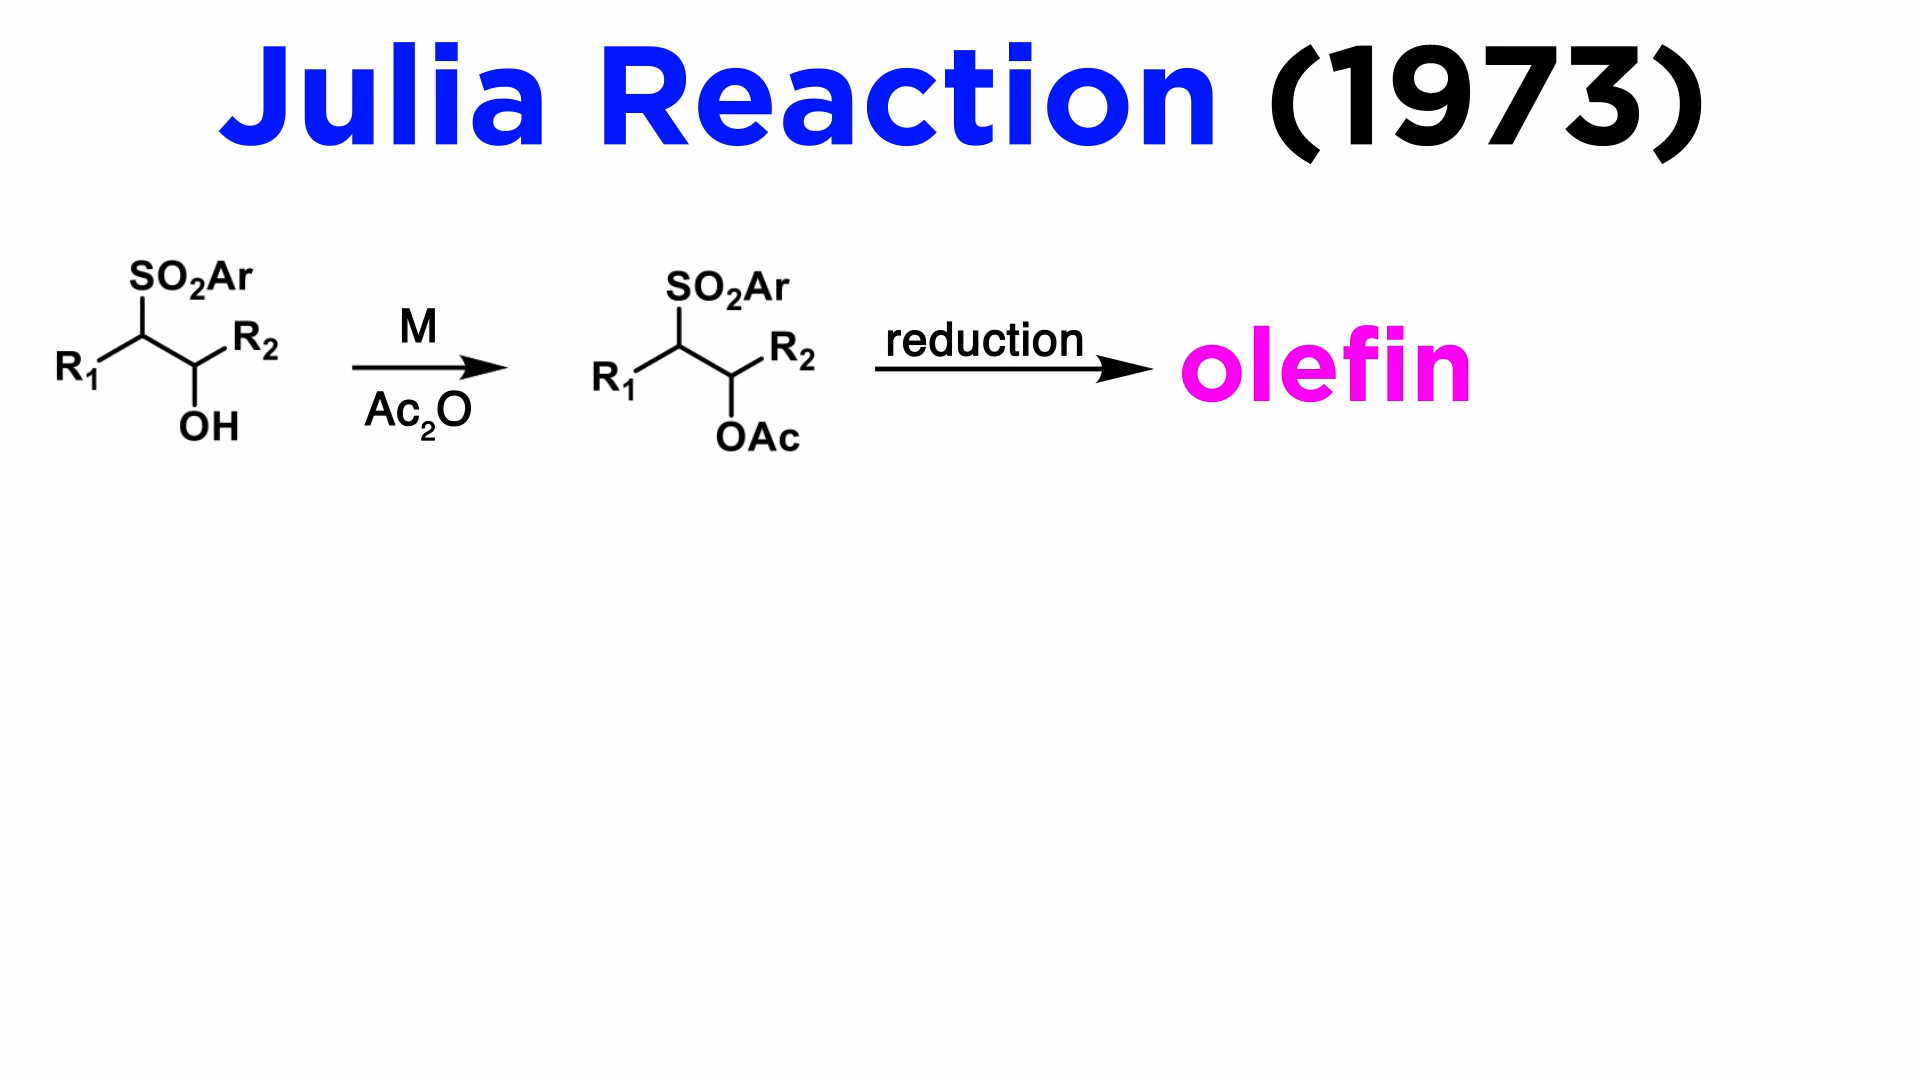 Julia Reaction (1973)
SO₂Ar
R₁
R₂
OH
M
Ac₂O
SO₂Ar
R₁
R₂
OAc
reduction
olefin